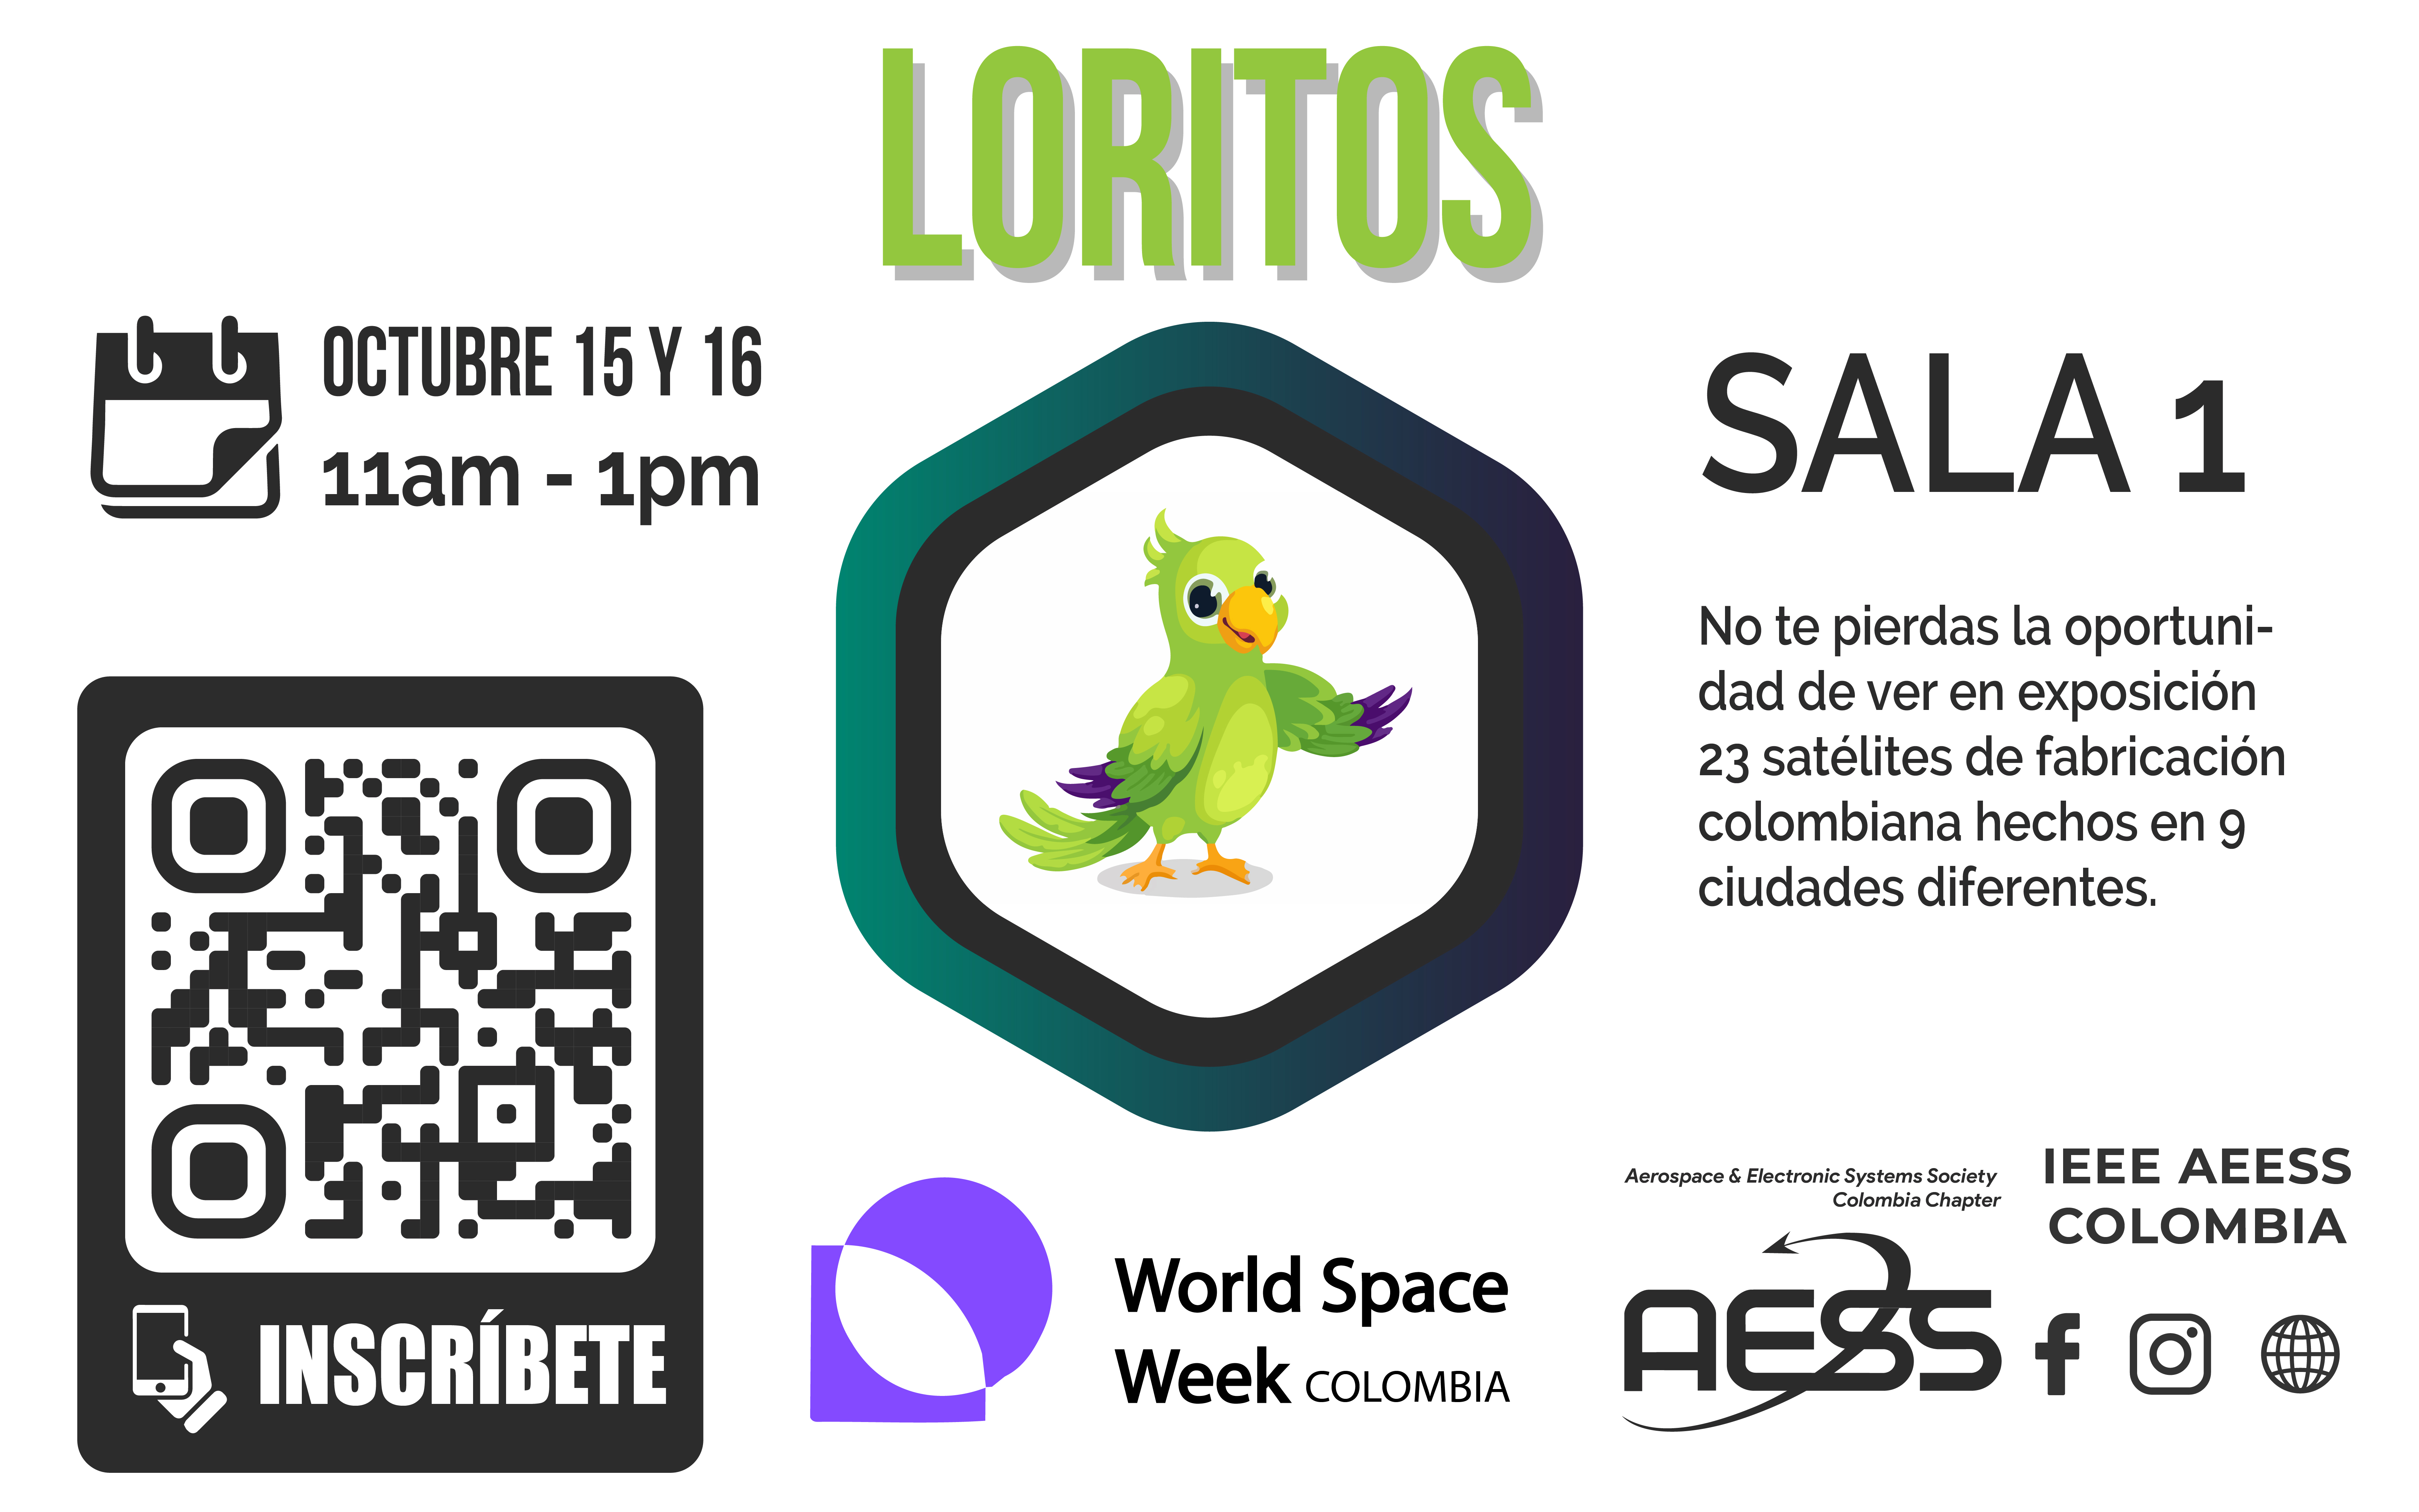 LORITOS
OCTUBRE 15 Y 16
11am - 1pm
SALA 1
No te pierdas la oportuni-
dad de ver en exposición
23 satélites de fabricación
colombiana hechos en 9
ciudades diferentes.
INSCRÍBETE
World Space
Week COLOMBIA
Aerospace & Electronic Systems Society
Colombia Chapter
AESS
IEEE AEESS
COLOMBIA